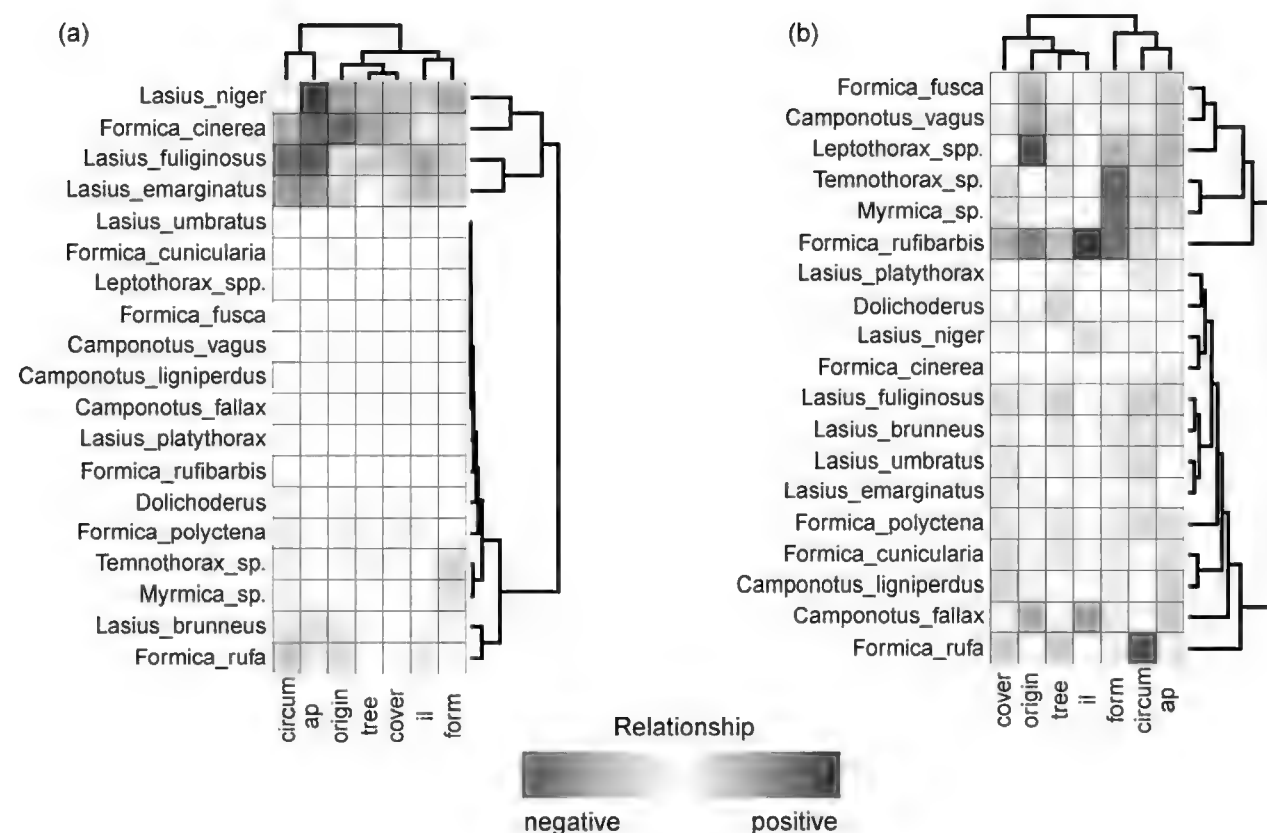 (a)
Lasius_niger
Formica_cinerea
Lasius_fuliginosus
Lasius_emarginatus
Lasius_umbratus
Formica_cunicularia
Leptothorax_spp.
Formica_fusca
Camponotus_vagus
Camponotus_ligniperdus
Camponotus_fallax
Lasius_platythorax
Formica_rufibarbis
Dolichoderus
Formica_polyctena
Temnothorax_sp.
Myrmica_sp.
Lasius_brunneus
Formica_rufa
circum
ap
origin
tree
cover
il
form
(b)
Formica_fusca
Camponotus_vagus
Leptothorax_spp.
Temnothorax_sp.
Myrmica_sp.
Formica_rufibarbis
Lasius_platythorax
Dolichoderus
Lasius_niger
Formica_cinerea
Lasius_fuliginosus
Lasius_brunneus
Lasius_umbratus
Lasius_emarginatus
Formica_polyctena
Formica_cunicularia
Camponotus_ligniperdus
Camponotus_fallax
Formica_rufa
cover
origin
tree
il
form
circum
ap
Relationship
negative positive